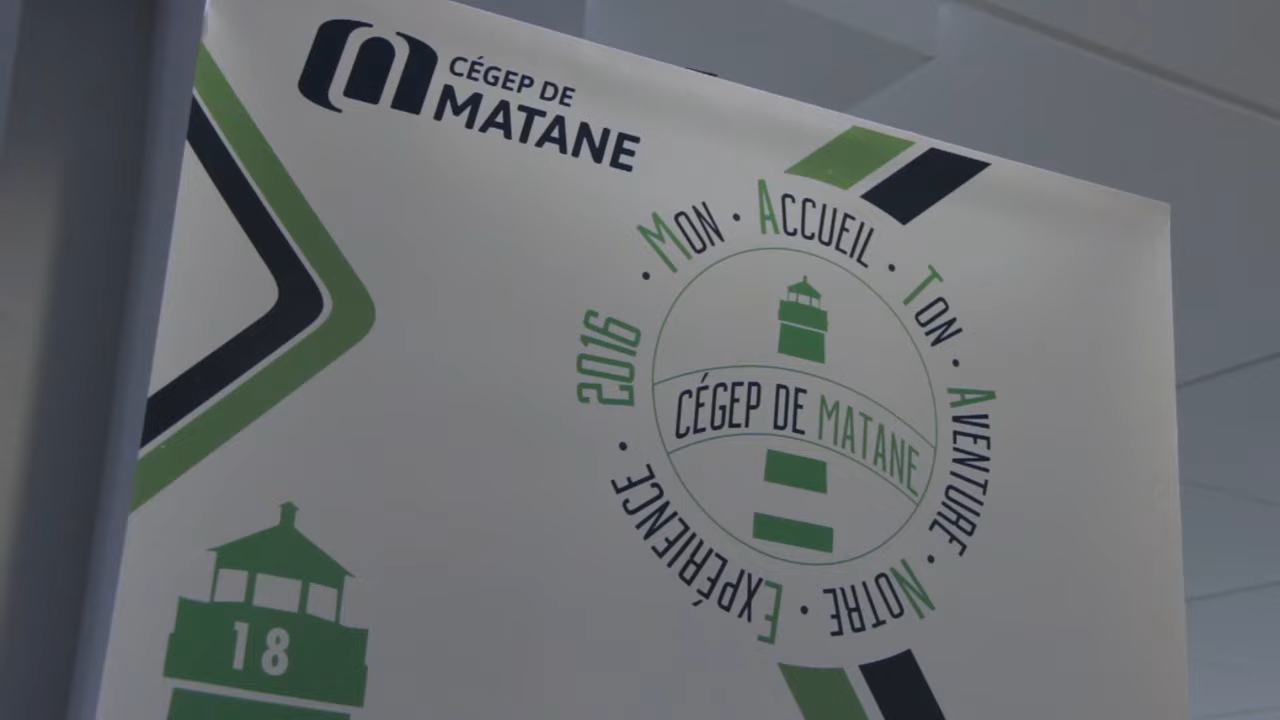 CÉGEP DE
MATANE
MON • ACCUEIL • TON • AVENTURE • NOTRE • EXPÉRIENCE • 2016 •
CÉGEP DE MATANE
18